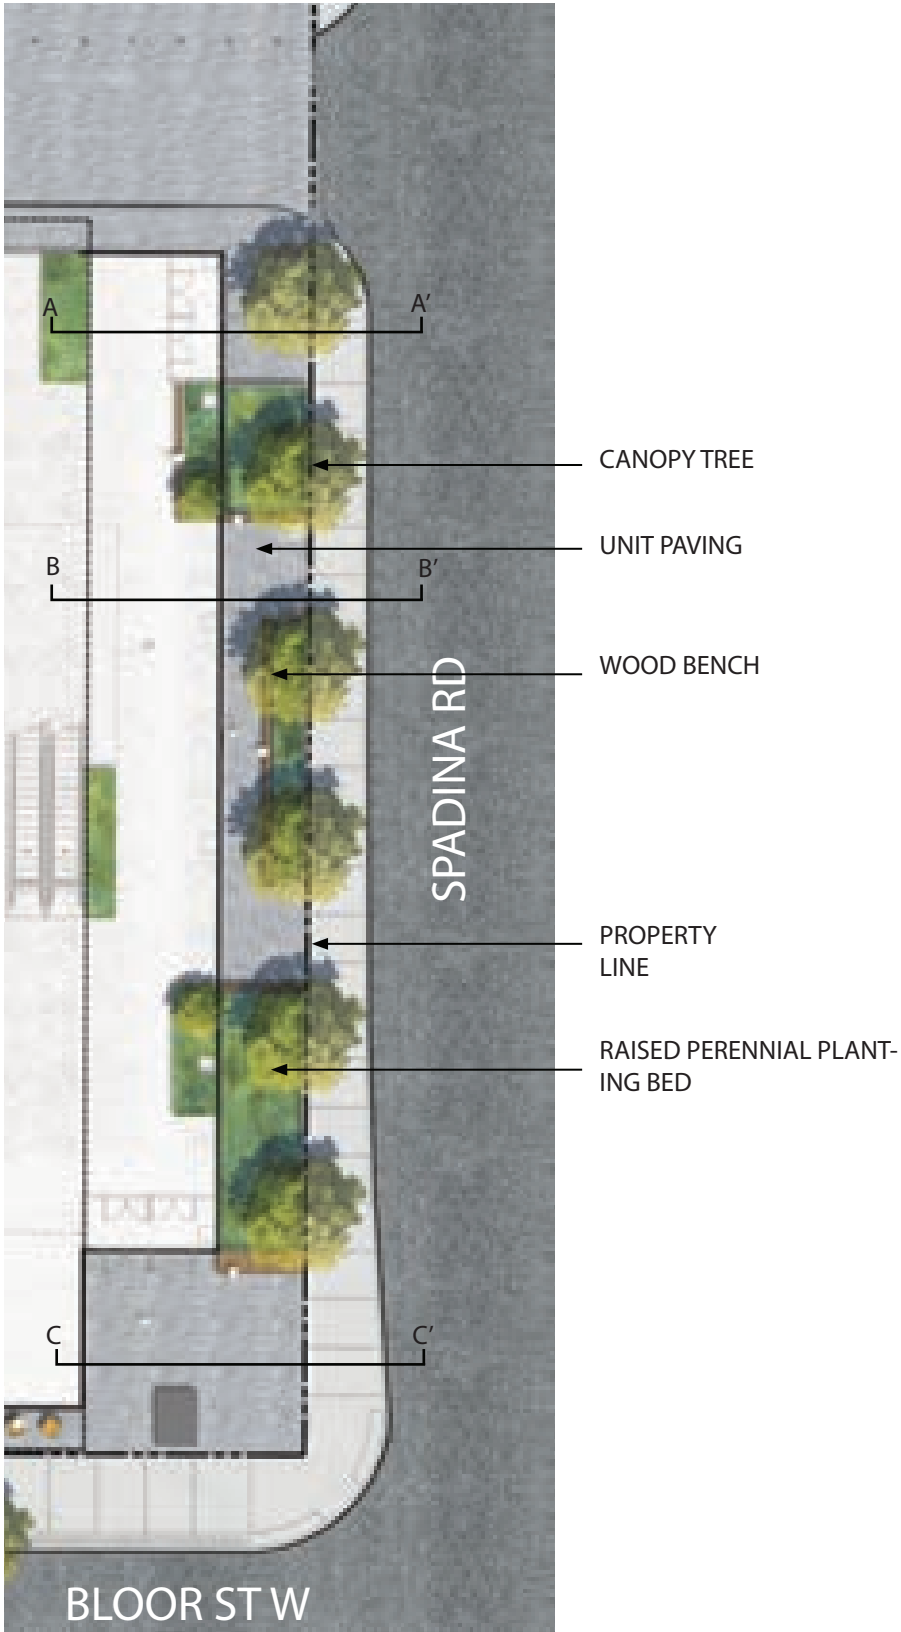 A
A'
CANOPY TREE
UNIT PAVING
B
B'
WOOD BENCH
SPADINA RD
PROPERTY
LINE
RAISED PERENNIAL PLANT-
ING BED
C
C'
BLOOR ST W